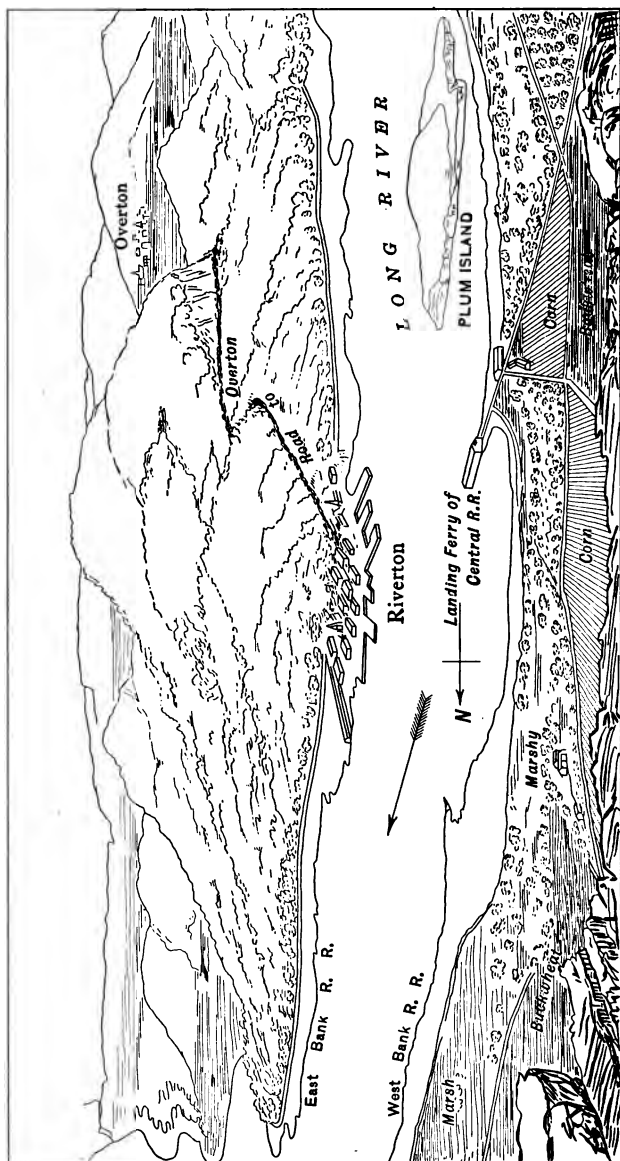 Overton
Road to Overton
LONG RIVER
PLUM ISLAND
Riverton
Landing Ferry of
Central R.R.
N
East Bank R. R.
West Bank R. R.
Marsh
Marshy
Buckwheat
Corn
Corn